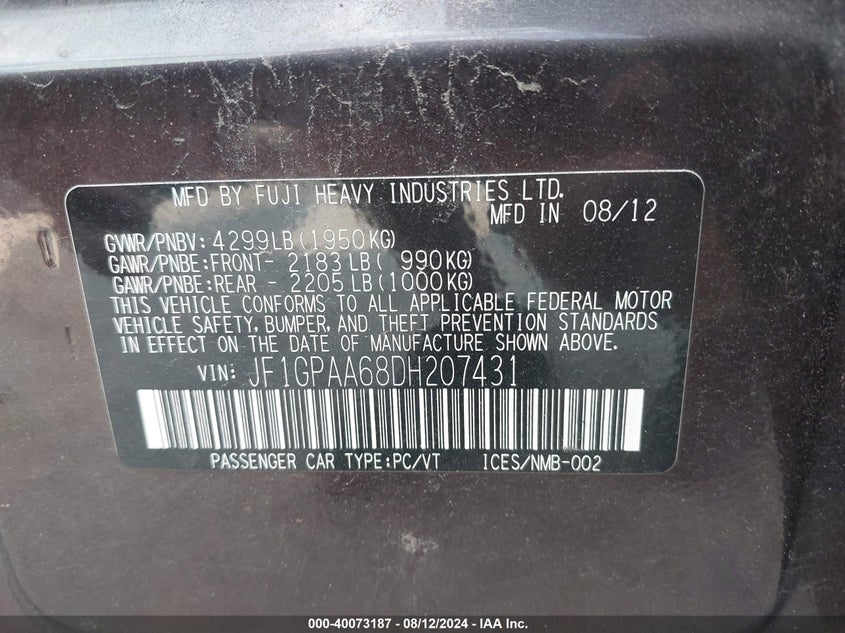 MFD BY FUJI HEAVY INDUSTRIES LTD.
MFD IN 08/12
GVWR/PNBV: 4299LB(1950KG)
GAWR/PNBE:FRONT- 2183 LB( 990KG)
GAWR/PNBE:REAR - 2205 LB(1000KG)
THIS VEHICLE CONFORMS TO ALL APPLICABLE FEDERAL MOTOR
VEHICLE SAFETY, BUMPER, AND THEFT PREVENTION STANDARDS
IN EFFECT ON THE DATE OF MANUFACTURE SHOWN ABOVE.
VIN: JF1GPAA68DH207431
PASSENGER CAR TYPE:PC/VT ICES/NMB-002
000-40073187 - 08/12/2024 - IAA Inc.